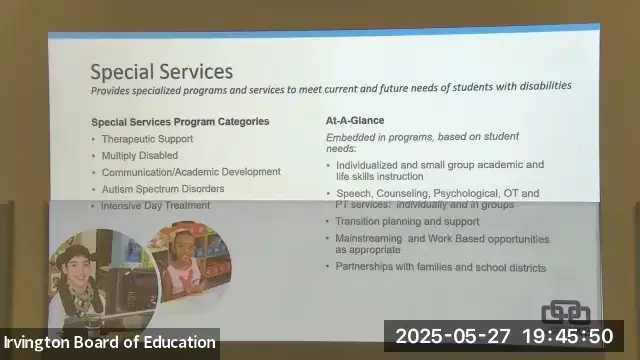 Special Services
Provides specialized programs and services to meet current and future needs of students with disabilities
Special Services Program Categories
• Therapeutic Support
• Multiply Disabled
• Communication/Academic Development
• Autism Spectrum Disorders
• Intensive Day Treatment
At-A-Glance
Embedded in programs, based on student
needs:
• Individualized and small group academic and
life skills instruction
• Speech, Counseling, Psychological, OT and
PT services: individually and in groups
• Transition planning and support
• Mainstreaming and Work Based opportunities
as appropriate
• Partnerships with families and school districts
Irvington Board of Education
2025-05-27 19:45:50